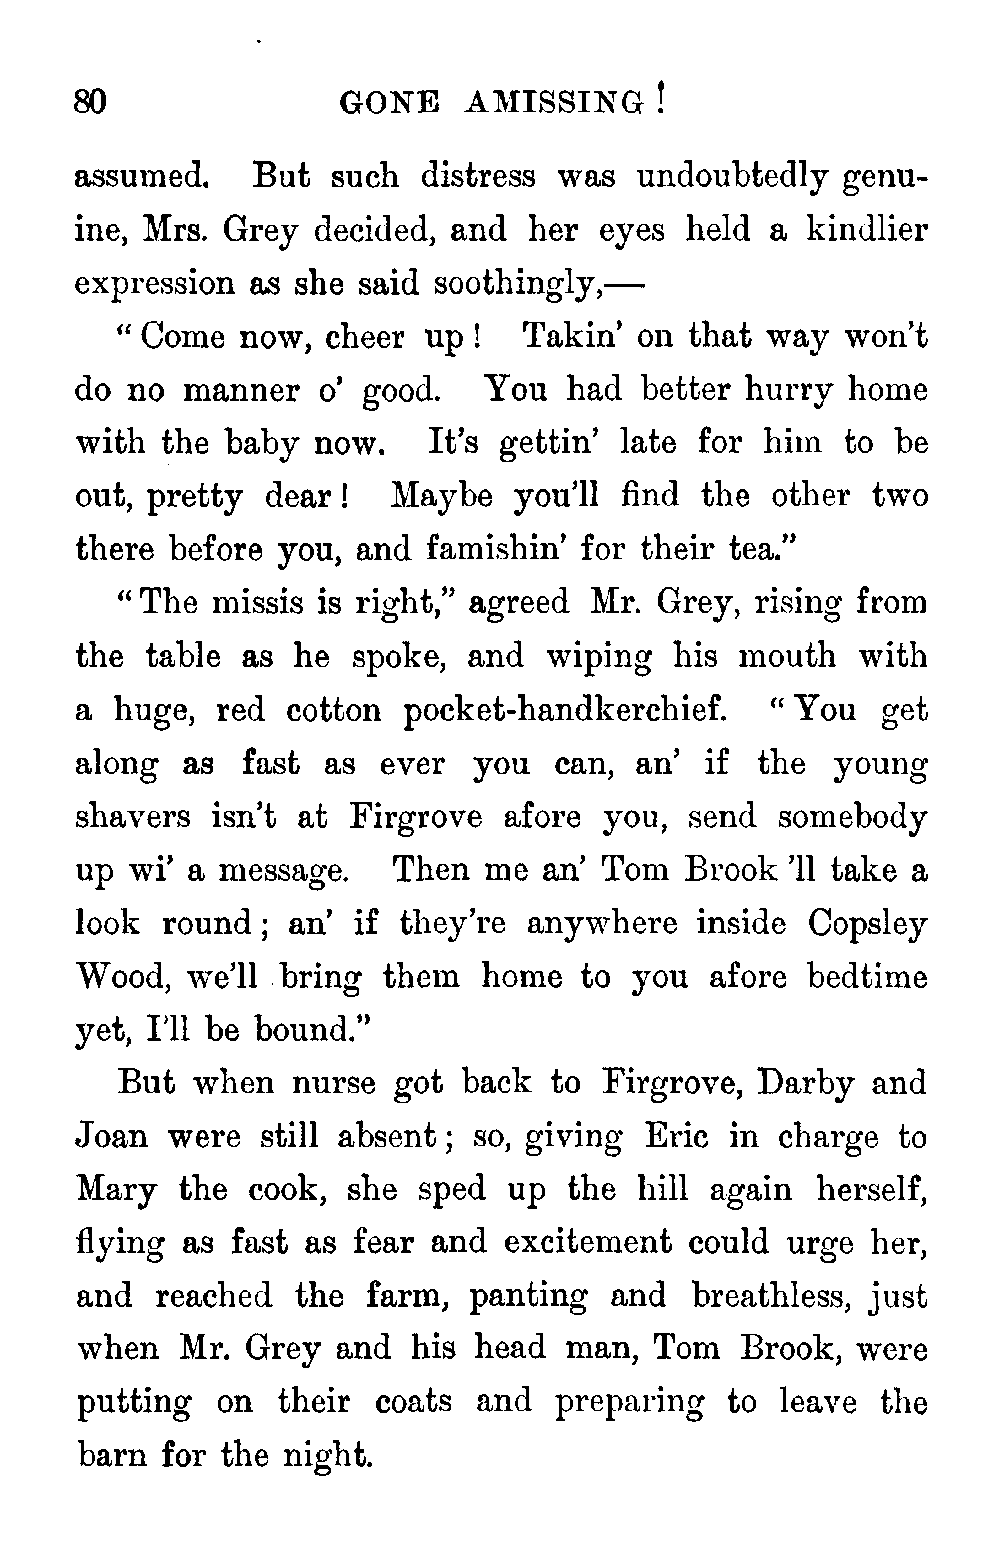 80 GONE AMISSING !
assumed. But such distress was undoubtedly genu-
ine, Mrs. Grey decided, and her eyes held a kindlier
expression as she said soothingly,—
“ Come now, cheer up ! Takin’ on that way won’t
do no manner o’ good. You had better hurry home
with the baby now. It’s gettin’ late for him to be
out, pretty dear ! Maybe you’ll find the other two
there before you, and famishin’ for their tea.”
“ The missis is right,” agreed Mr. Grey, rising from
the table as he spoke, and wiping his mouth with
a huge, red cotton pocket-handkerchief. “ You get
along as fast as ever you can, an’ if the young
shavers isn’t at Firgrove afore you, send somebody
up wi’ a message. Then me an’ Tom Brook ’ll take a
look round ; an’ if they’re anywhere inside Copsley
Wood, we’ll bring them home to you afore bedtime
yet, I’ll be bound.”
But when nurse got back to Firgrove, Darby and
Joan were still absent ; so, giving Eric in charge to
Mary the cook, she sped up the hill again herself,
flying as fast as fear and excitement could urge her,
and reached the farm, panting and breathless, just
when Mr. Grey and his head man, Tom Brook, were
putting on their coats and preparing to leave the
barn for the night.